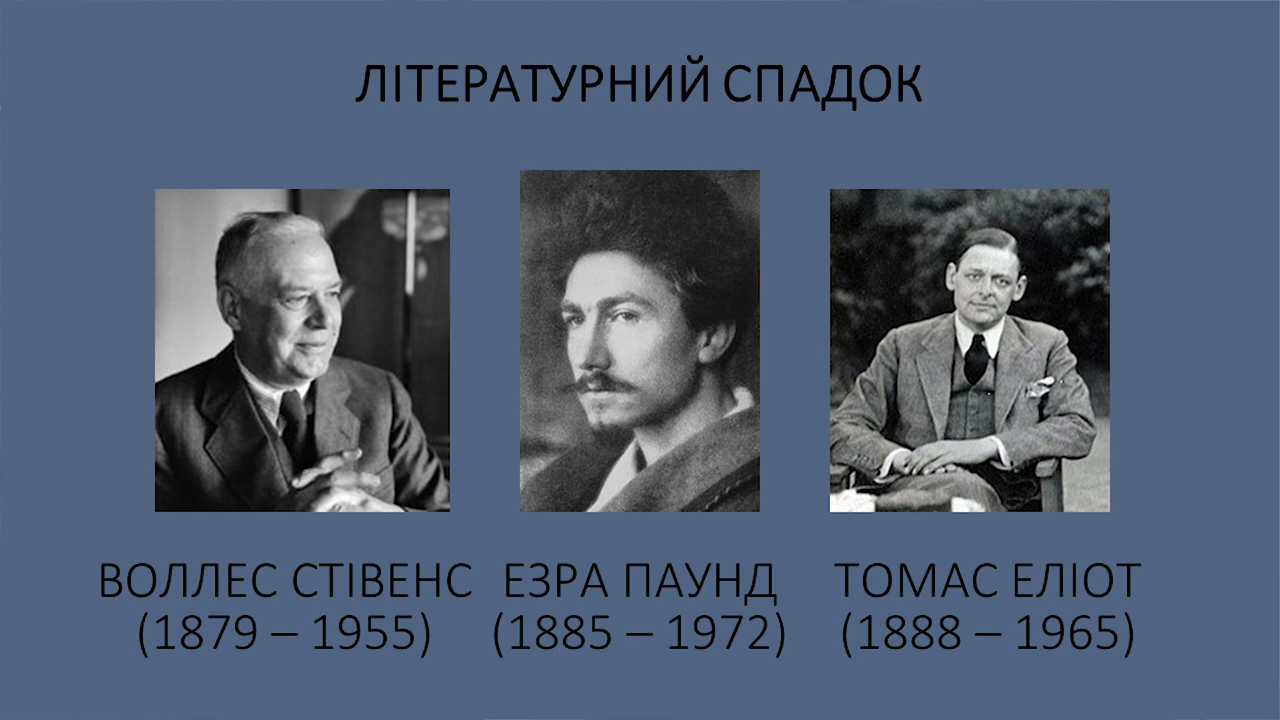 ЛІТЕРАТУРНИЙ СПАДОК
ВОЛЛЕС СТІВЕНС
(1879 – 1955)
ЕЗРА ПАУНД
(1885 – 1972)
ТОМАС ЕЛІОТ
(1888 – 1965)